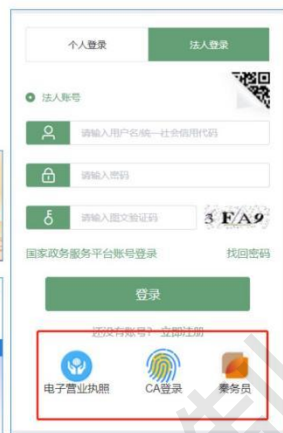 个人登录 法人登录
法人账号
请输入用户名/统一社会信用代码
请输入密码
请输入图文验证码 3 FA9
国家政务服务平台账号登录 找回密码
登录
还没有账号？ 立即注册
电子营业执照 CA登录 秦务员